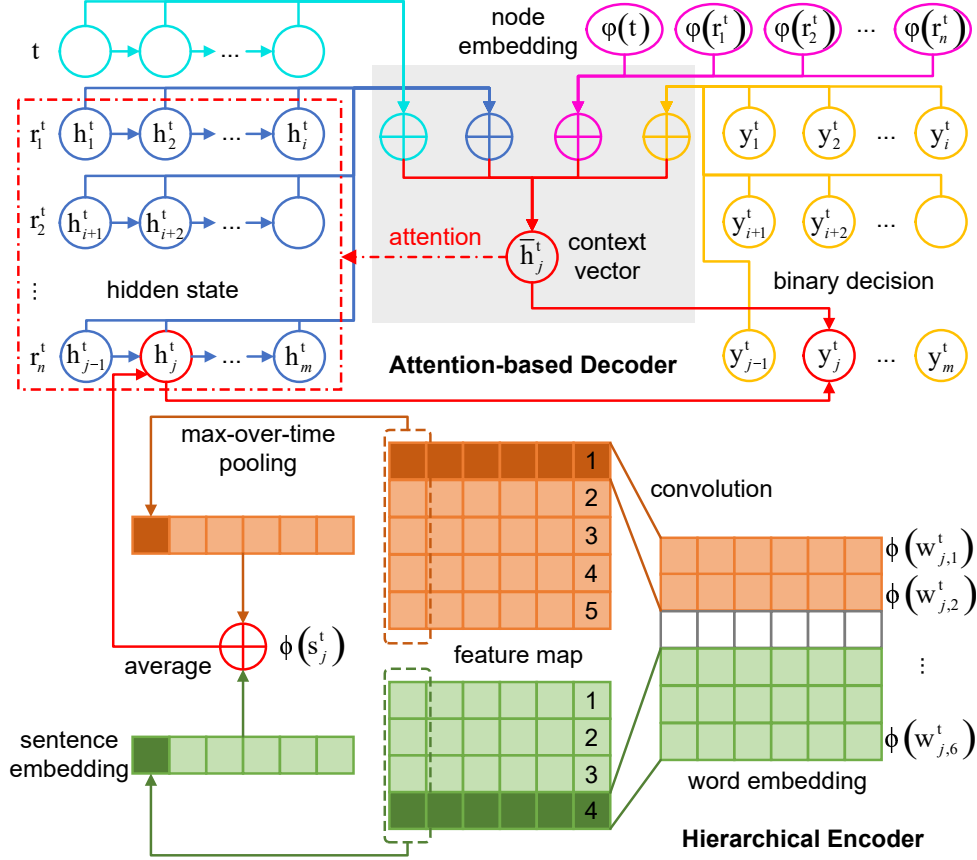 node
embedding
φ(t) φ(r₁ᵗ) φ(r₂ᵗ) ... φ(rₙᵗ)
t ...
r₁ᵗ h₁ᵗ h₂ᵗ ... hᵢᵗ
y₁ᵗ y₂ᵗ ... yᵢᵗ
r₂ᵗ hᵢ₊₁ᵗ hᵢ₊₂ᵗ ...
yᵢ₊₁ᵗ yᵢ₊₂ᵗ ...
attention
h̅ⱼᵗ
context
vector
⋮
hidden state
binary decision
rₙᵗ hⱼ₋₁ᵗ hⱼᵗ ... hₘᵗ
yⱼ₋₁ᵗ yⱼᵗ ... yₘᵗ
Attention-based Decoder
max-over-time
pooling
1
2
3
4
5
convolution
ϕ(wⱼ,₁ᵗ)
ϕ(wⱼ,₂ᵗ)
⋮
ϕ(wⱼ,₆ᵗ)
average
ϕ(sⱼᵗ)
feature map
1
2
3
4
sentence
embedding
word embedding
Hierarchical Encoder